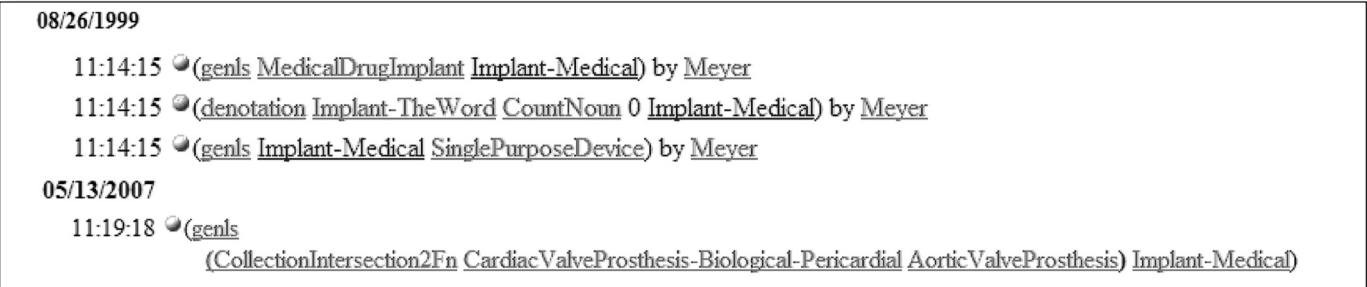 08/26/1999
11:14:15 (genls MedicalDrugImplant Implant-Medical) by Meyer
11:14:15 (denotation Implant-TheWord CountNoun 0 Implant-Medical) by Meyer
11:14:15 (genls Implant-Medical SinglePurposeDevice) by Meyer
05/13/2007
11:19:18 (genls
(CollectionIntersection2Fn CardiacValveProsthesis-Biological-Pericardial AorticValveProsthesis) Implant-Medical)